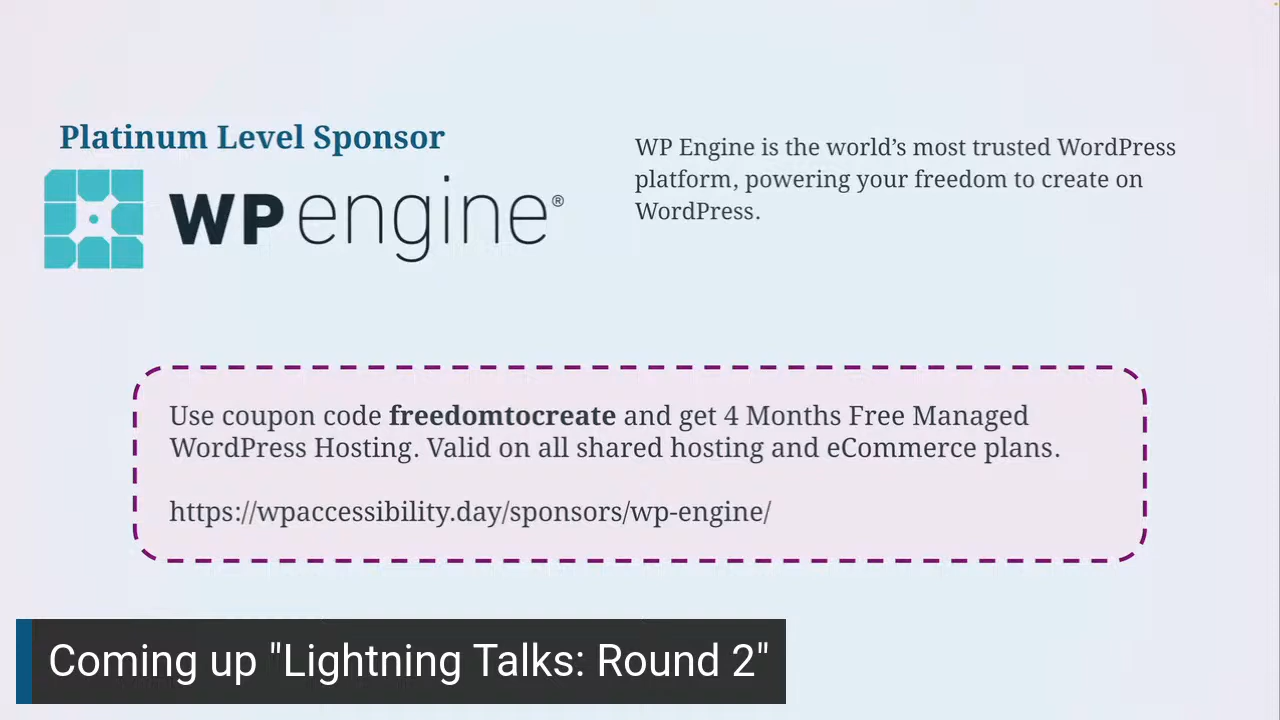 Platinum Level Sponsor
WP engine®
WP Engine is the world’s most trusted WordPress
platform, powering your freedom to create on
WordPress.
Use coupon code freedomtocreate and get 4 Months Free Managed
WordPress Hosting. Valid on all shared hosting and eCommerce plans.
https://wpaccessibility.day/sponsors/wp-engine/
Coming up "Lightning Talks: Round 2"